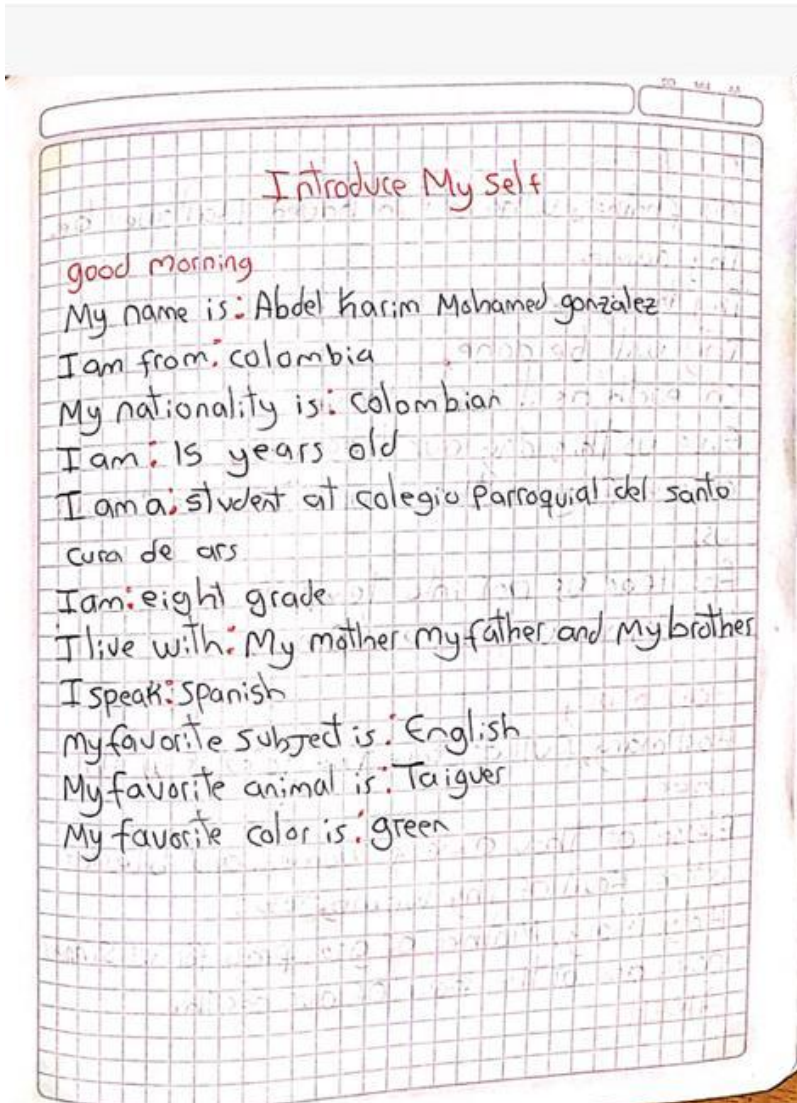 Introduce My Self
good morning
My name is: Abdel Karim Mohamed gonzalez
I am from: colombia
My nationality is: colombian
I am: 15 years old
I am a: student at colegio Parroquial del santo
cura de ars
I am: eight grade
I live with: My mother my father and My brother
I speak: Spanish
My favorite subject is: English
My favorite animal is: Taiguer
My favorite color is: green